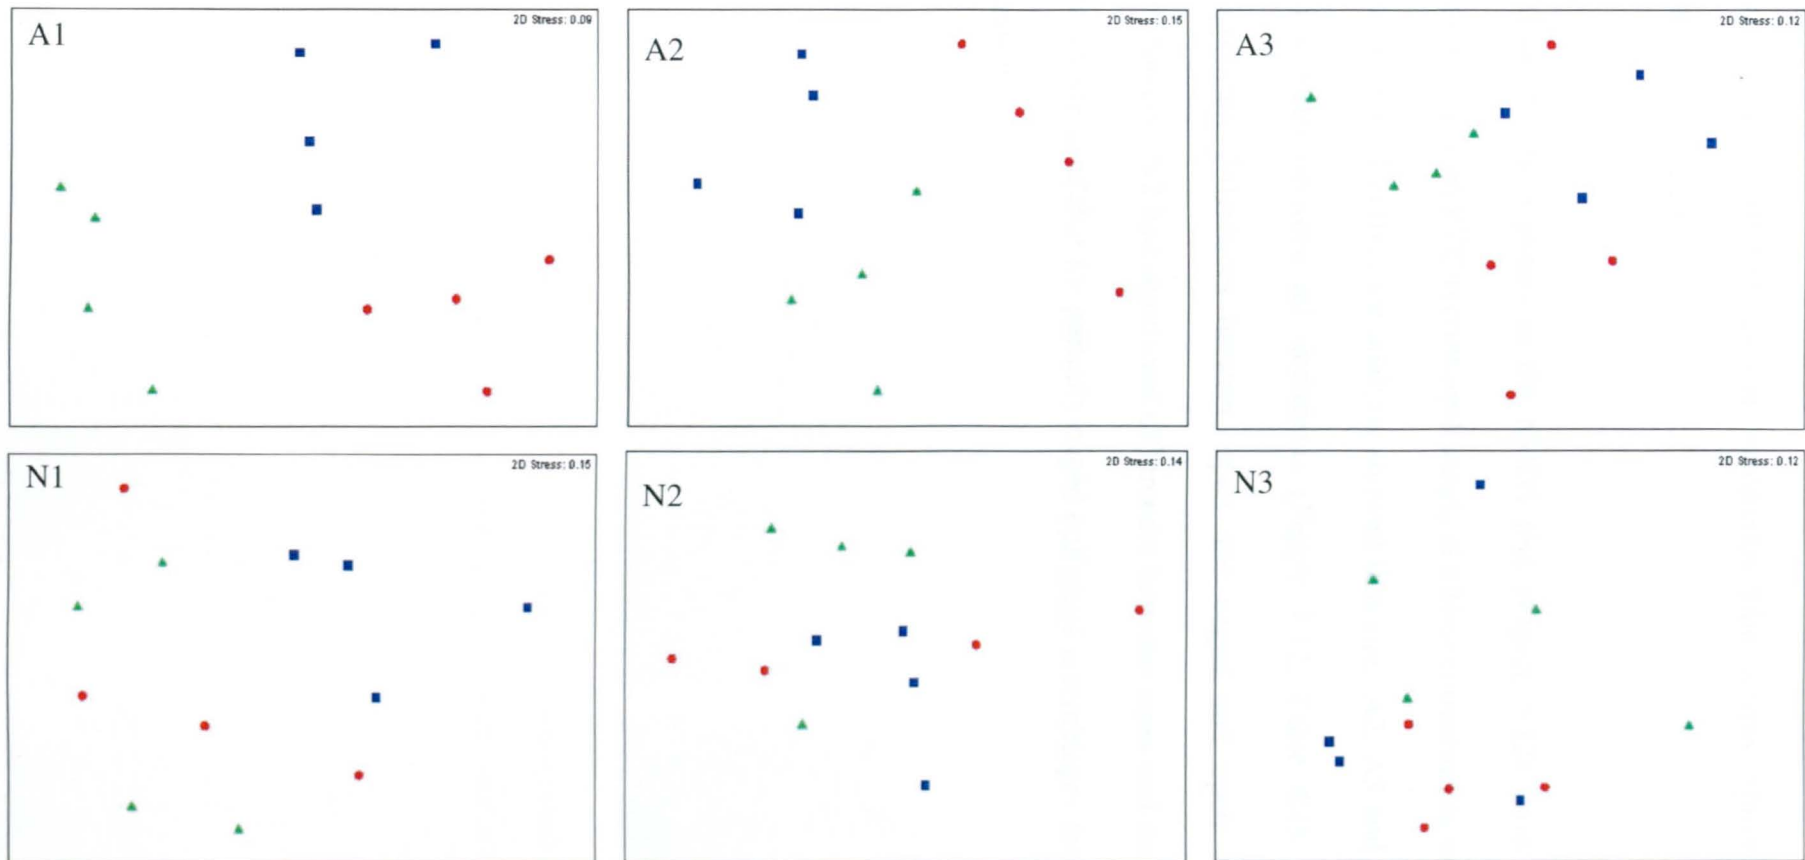 A1
2D Stress: 0.09
A2
2D Stress: 0.15
A3
2D Stress: 0.12
N1
2D Stress: 0.15
N2
2D Stress: 0.14
N3
2D Stress: 0.12